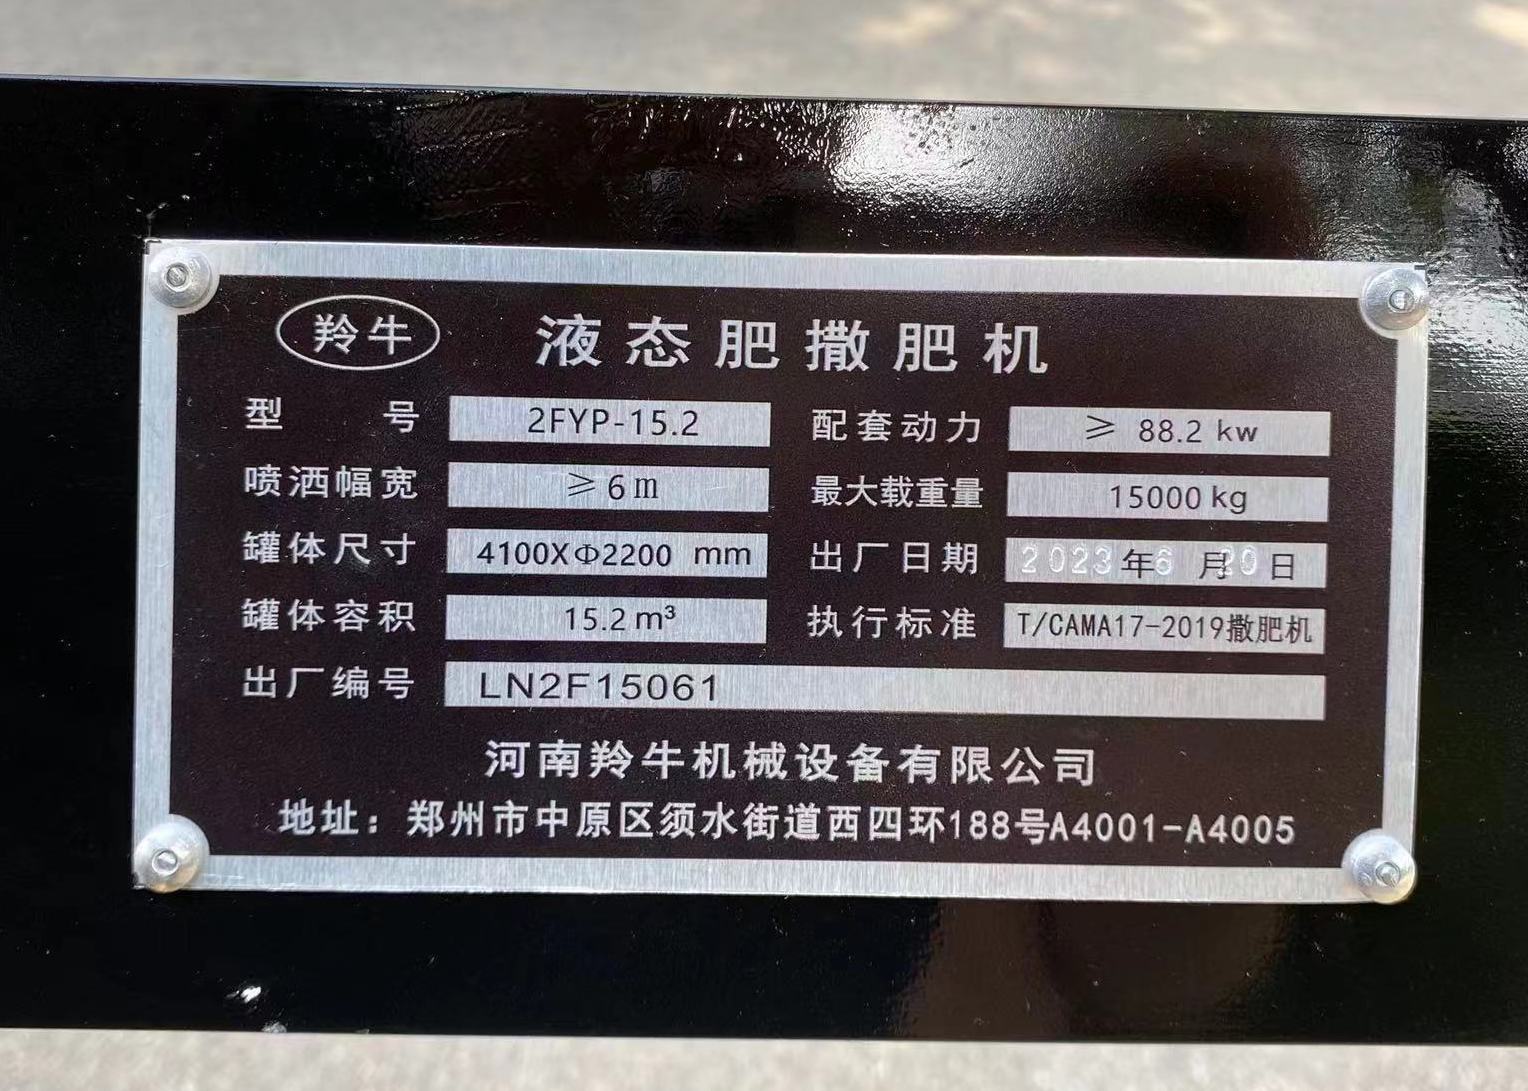 羚牛 液态肥撒肥机
型号 2FYP-15.2 配套动力 ≥ 88.2 kw
喷洒幅宽 ≥6m 最大载重量 15000kg
罐体尺寸 4100XΦ2200 mm 出厂日期 2023年6月20日
罐体容积 15.2m³ 执行标准 T/CAMA17-2019撒肥机
出厂编号 LN2F15061
河南羚牛机械设备有限公司
地址：郑州市中原区须水街道西四环188号A4001-A4005